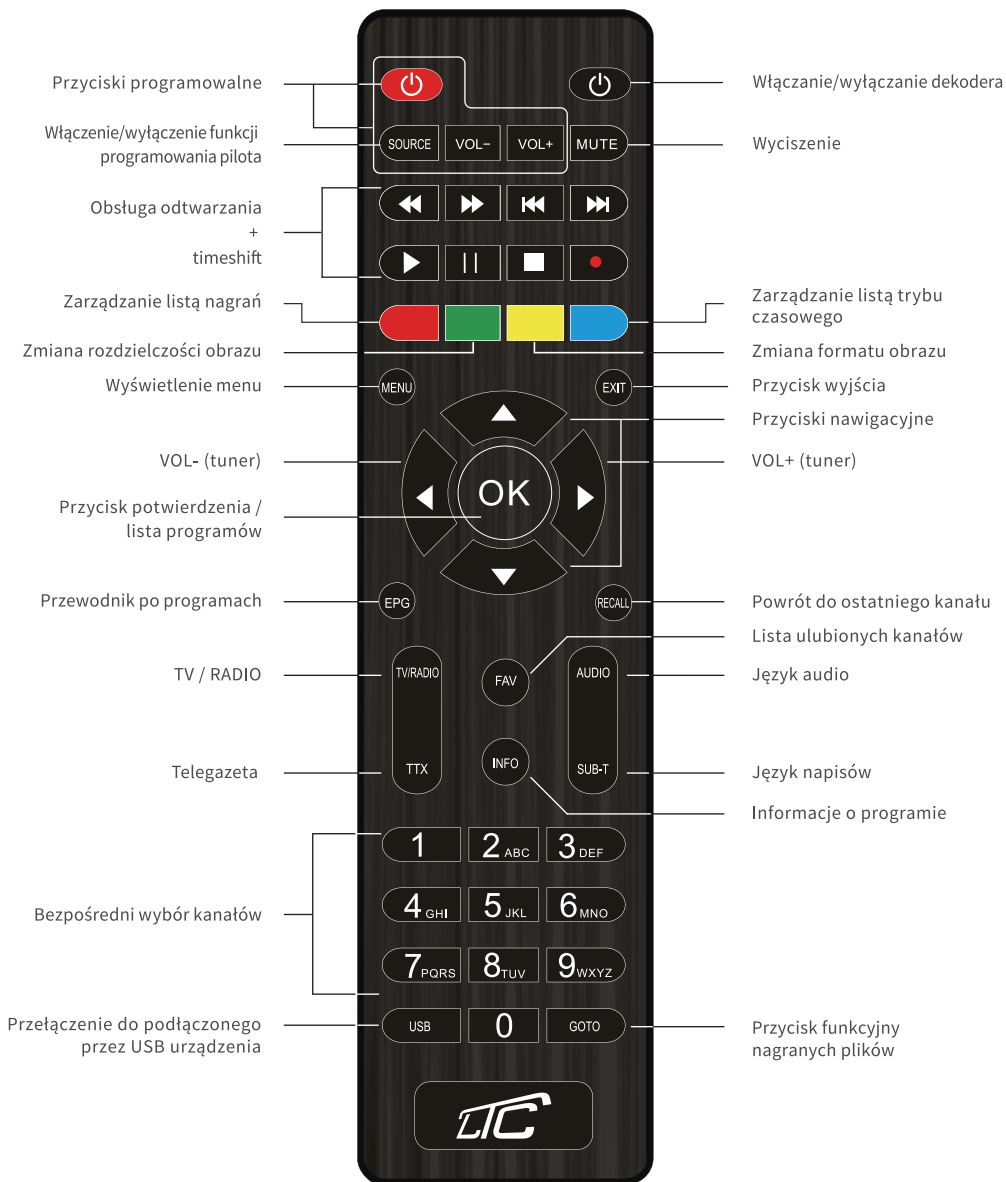 Przyciski programowalne
Włączanie/wyłączanie dekodera
Włączenie/wyłączenie funkcji
programowania pilota
SOURCE
VOL-
VOL+
MUTE
Wyciszenie
Obsługa odtwarzania
+
timeshift
Zarządzanie listą nagrań
Zarządzanie listą trybu
czasowego
Zmiana rozdzielczości obrazu
Zmiana formatu obrazu
Wyświetlenie menu
MENU
EXIT
Przycisk wyjścia
Przyciski nawigacyjne
VOL- (tuner)
VOL+ (tuner)
OK
Przycisk potwierdzenia /
lista programów
Przewodnik po programach
EPG
RECALL
Powrót do ostatniego kanału
Lista ulubionych kanałów
TV / RADIO
TV/RADIO
FAV
AUDIO
Język audio
Telegazeta
TTX
INFO
SUB-T
Język napisów
Informacje o programie
1
2 ABC
3 DEF
Bezpośredni wybór kanałów
4 GHI
5 JKL
6 MNO
7 PQRS
8 TUV
9 WXYZ
Przełączenie do podłączonego
przez USB urządzenia
USB
0
GOTO
Przycisk funkcyjny
nagranych plików
LTC